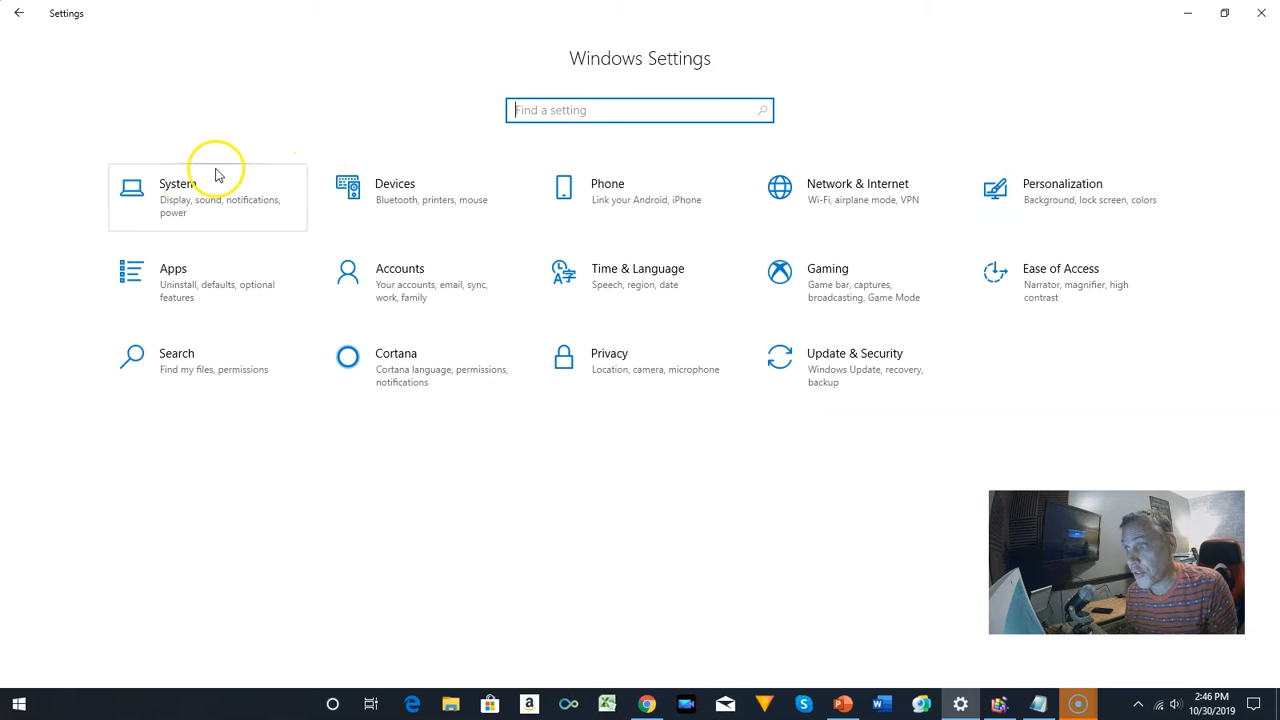 Settings
Windows Settings
Find a setting
System
Display, sound, notifications,
power
Devices
Bluetooth, printers, mouse
Phone
Link your Android, iPhone
Network & Internet
Wi-Fi, airplane mode, VPN
Personalization
Background, lock screen, colors
Apps
Uninstall, defaults, optional
features
Accounts
Your accounts, email, sync,
work, family
Time & Language
Speech, region, date
Gaming
Game bar, captures,
broadcasting, Game Mode
Ease of Access
Narrator, magnifier, high
contrast
Search
Find my files, permissions
Cortana
Cortana language, permissions,
notifications
Privacy
Location, camera, microphone
Update & Security
Windows Update, recovery,
backup
2:46 PM
10/30/2019